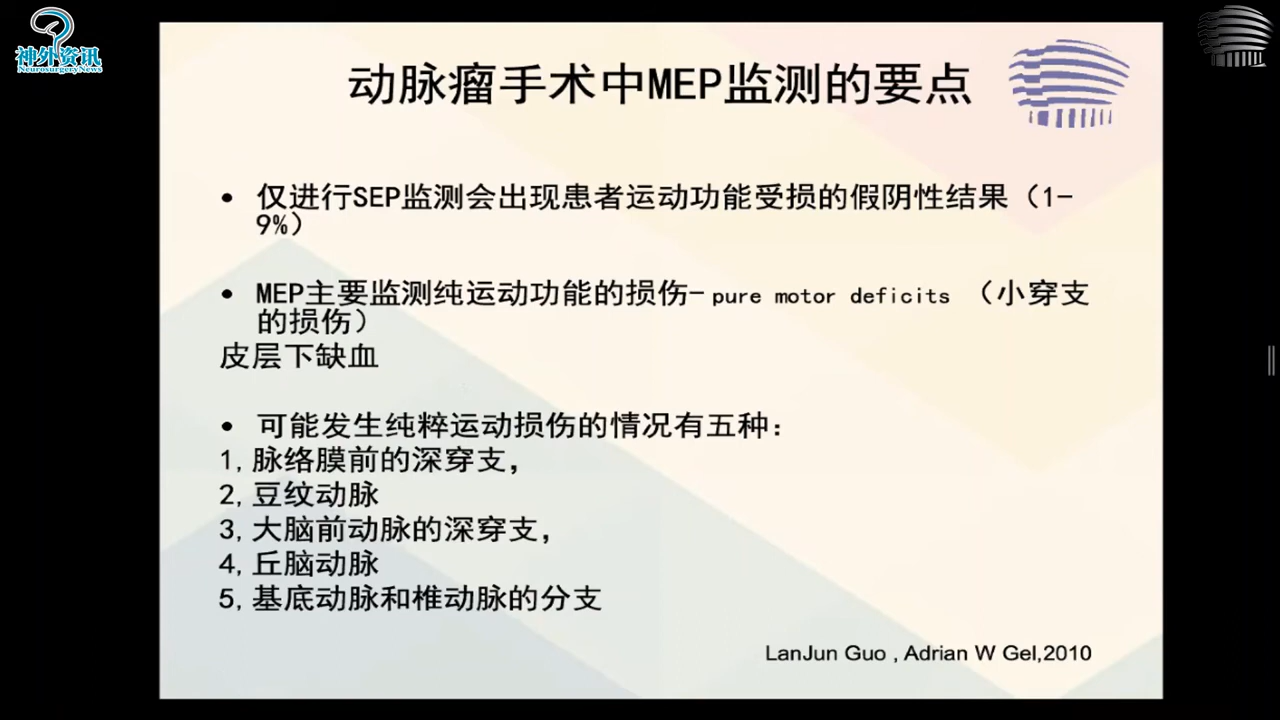 神外资讯
NeurosurgeryNews
动脉瘤手术中MEP监测的要点
• 仅进行SEP监测会出现患者运动功能受损的假阴性结果（1-
9%）
• MEP主要监测纯运动功能的损伤- pure motor deficits （小穿支
的损伤）
皮层下缺血
• 可能发生纯粹运动损伤的情况有五种：
1, 脉络膜前的深穿支，
2, 豆纹动脉
3, 大脑前动脉的深穿支，
4, 丘脑动脉
5, 基底动脉和椎动脉的分支
LanJun Guo , Adrian W Gel,2010